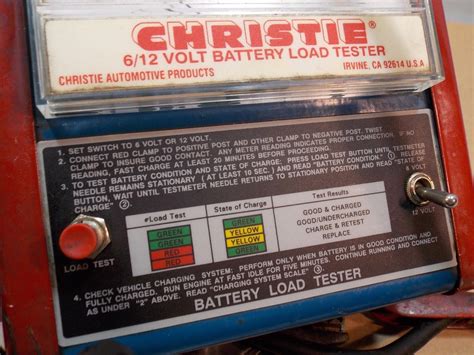 CHRISTIE®
6/12 VOLT BATTERY LOAD TESTER
CHRISTIE AUTOMOTIVE PRODUCTS
IRVINE, CA 92614 U.S.A
1. SET SWITCH TO 6 VOLT OR 12 VOLT.
2. CONNECT RED CLAMP TO POSITIVE POST AND OTHER CLAMP TO NEGATIVE POST. TWIST
CLAMP TO INSURE GOOD CONTACT. ANY METER READING INDICATES PROPER CONNECTION. IF NO
READING, FAST CHARGE AT LEAST 20 MINUTES BEFORE PROCEEDING.
3. TO TEST BATTERY CONDITION AND STATE OF CHARGE: PRESS LOAD TEST BUTTON UNTIL
NEEDLE REMAINS STATIONARY (AT LEAST 10 SEC.) AND READ "BATTERY CONDITION." ① RELEASE
BUTTON, WAIT UNTIL TESTMETER NEEDLE RETURNS TO STATIONARY POSITION AND READ "STATE OF
CHARGE" ②
6 VOLT
12 VOLT
LOAD TEST
#Load Test State of Charge Test Results
GREEN GREEN GOOD & CHARGED
GREEN YELLOW GOOD/UNDERCHARGED
RED YELLOW CHARGE & RETEST
RED GREEN REPLACE
4. CHECK VEHICLE CHARGING SYSTEM: PERFORM ONLY WHEN BATTERY IS IN GOOD CONDITION AND
FULLY CHARGED. RUN ENGINE AT FAST IDLE FOR FIVE MINUTES. CONTINUE RUNNING AND CONNECT
AS UNDER "2" ABOVE. READ "CHARGING SYSTEM SCALE" ③.
BATTERY LOAD TESTER